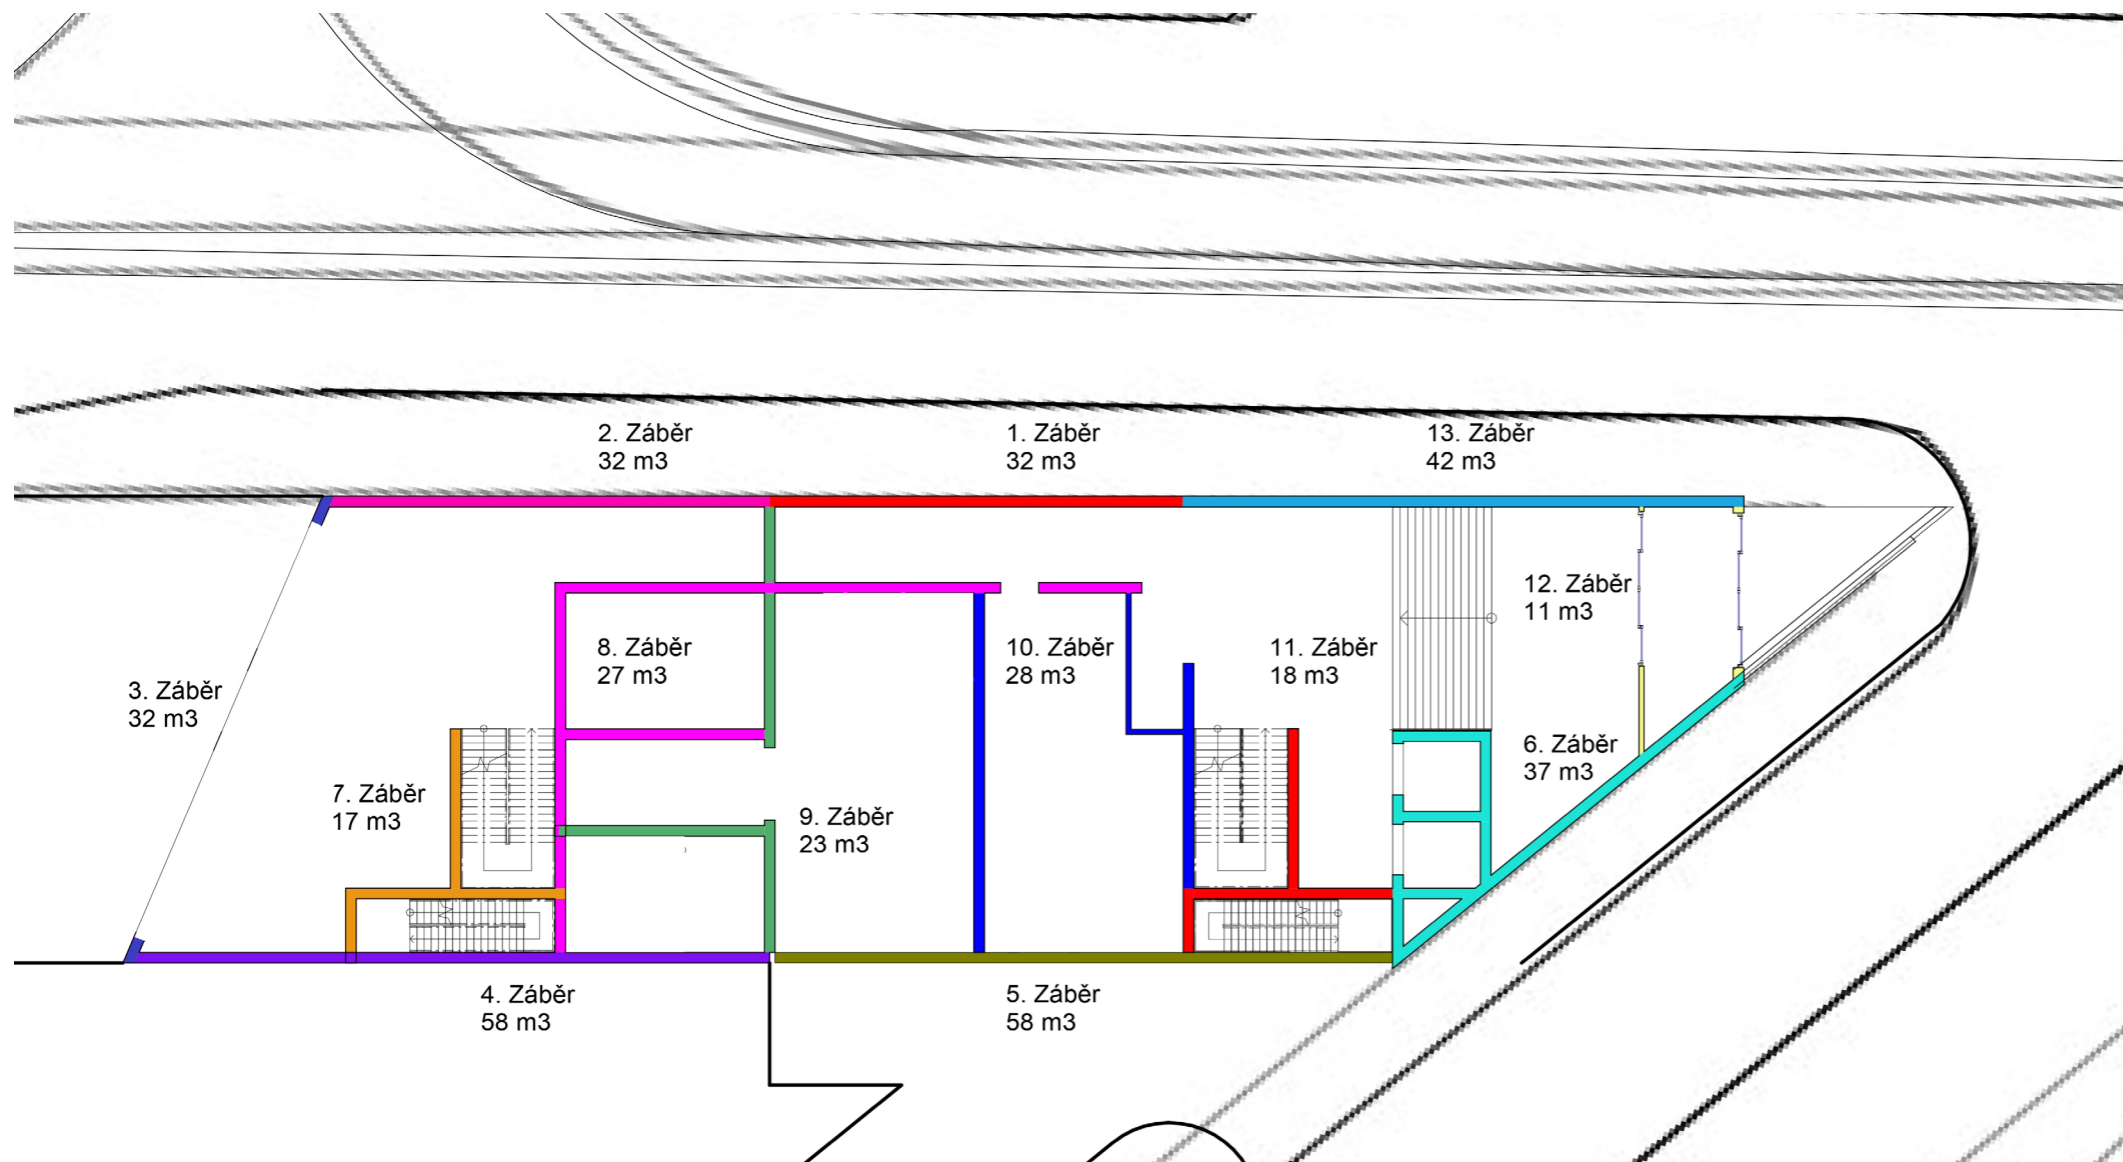 2. Záběr
32 m3
1. Záběr
32 m3
13. Záběr
42 m3
12. Záběr
11 m3
8. Záběr
27 m3
10. Záběr
28 m3
11. Záběr
18 m3
3. Záběr
32 m3
6. Záběr
37 m3
7. Záběr
17 m3
9. Záběr
23 m3
4. Záběr
58 m3
5. Záběr
58 m3